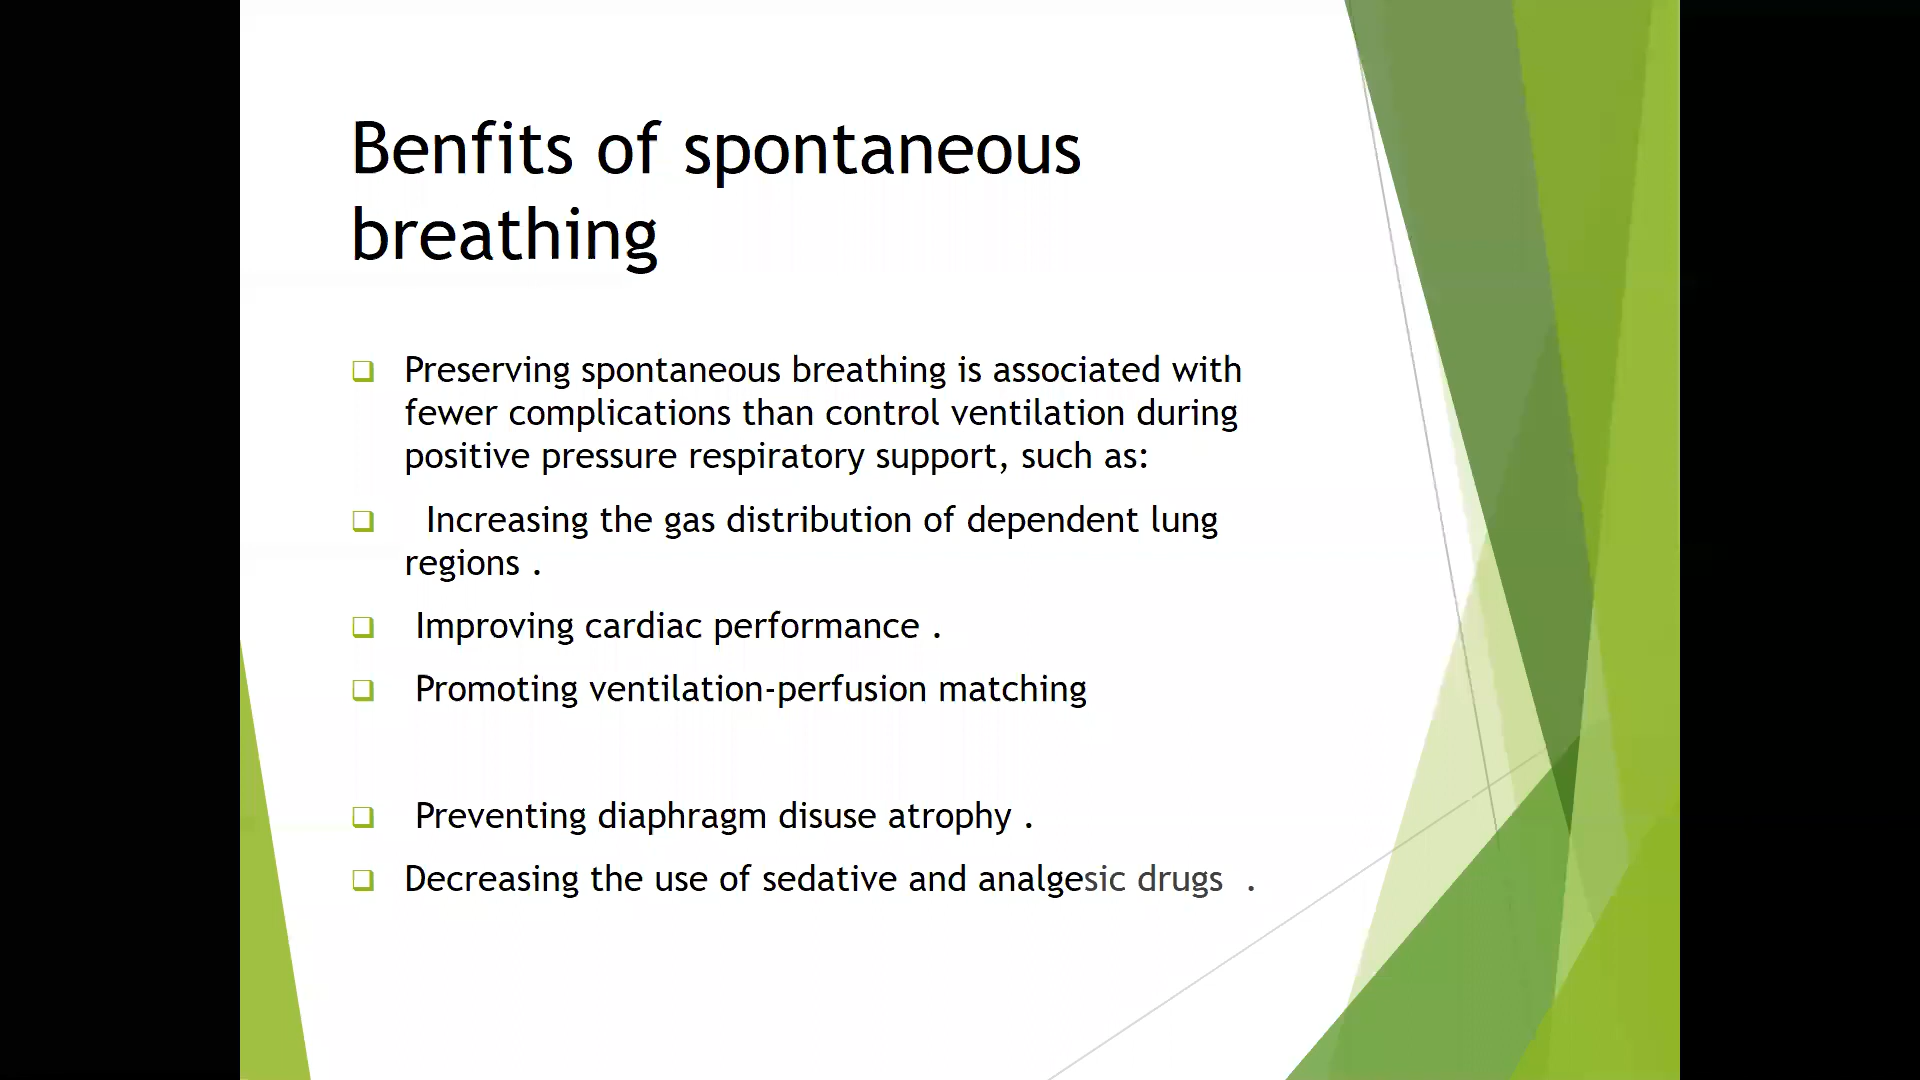 Benfits of spontaneous
breathing
Preserving spontaneous breathing is associated with
fewer complications than control ventilation during
positive pressure respiratory support, such as:
Increasing the gas distribution of dependent lung
regions .
Improving cardiac performance .
Promoting ventilation-perfusion matching
Preventing diaphragm disuse atrophy .
Decreasing the use of sedative and analgesic drugs .